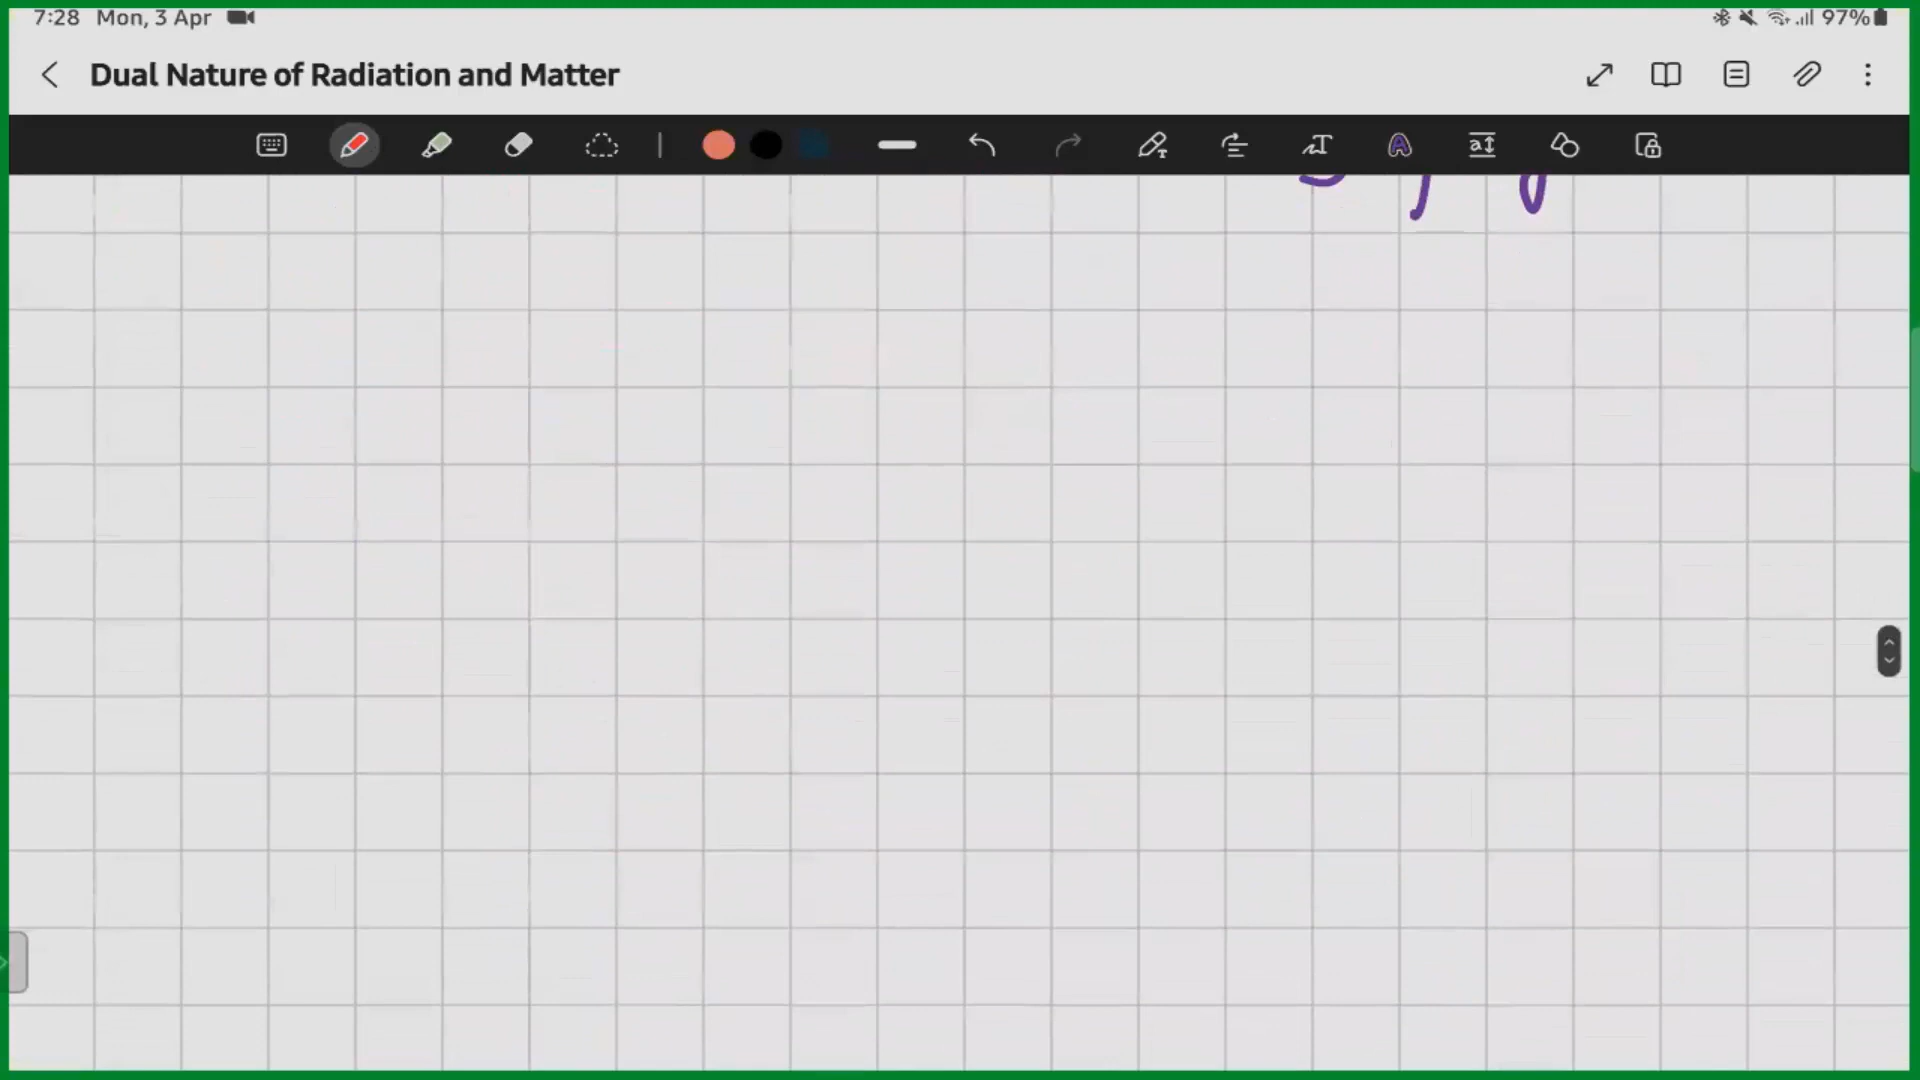 7:28 Mon, 3 Apr 97%
Dual Nature of Radiation and Matter